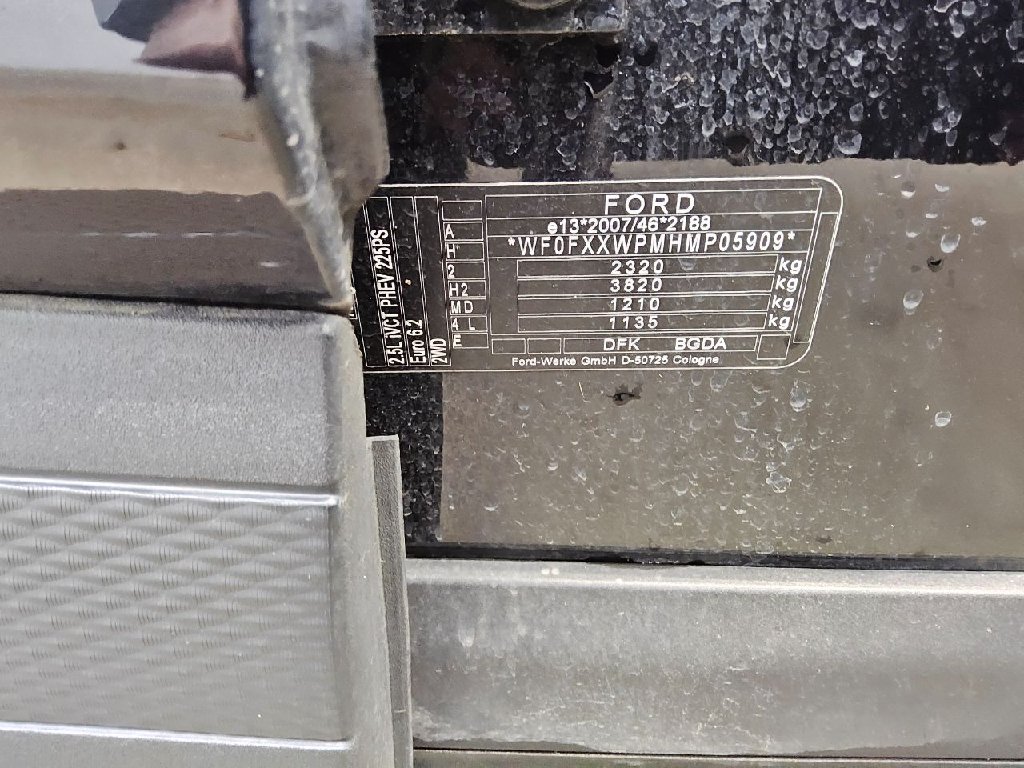 FORD
e13*2007/46*2188
*WF0FXXWPMHMP05909*
2320 kg
3820 kg
1210 kg
1135 kg
DFK BGDA
Ford-Werke GmbH D-50725 Cologne
A
H
2
H2
MD
4 L
E
2.5L iVCT PHEV 225PS
Euro 6.2
2WD